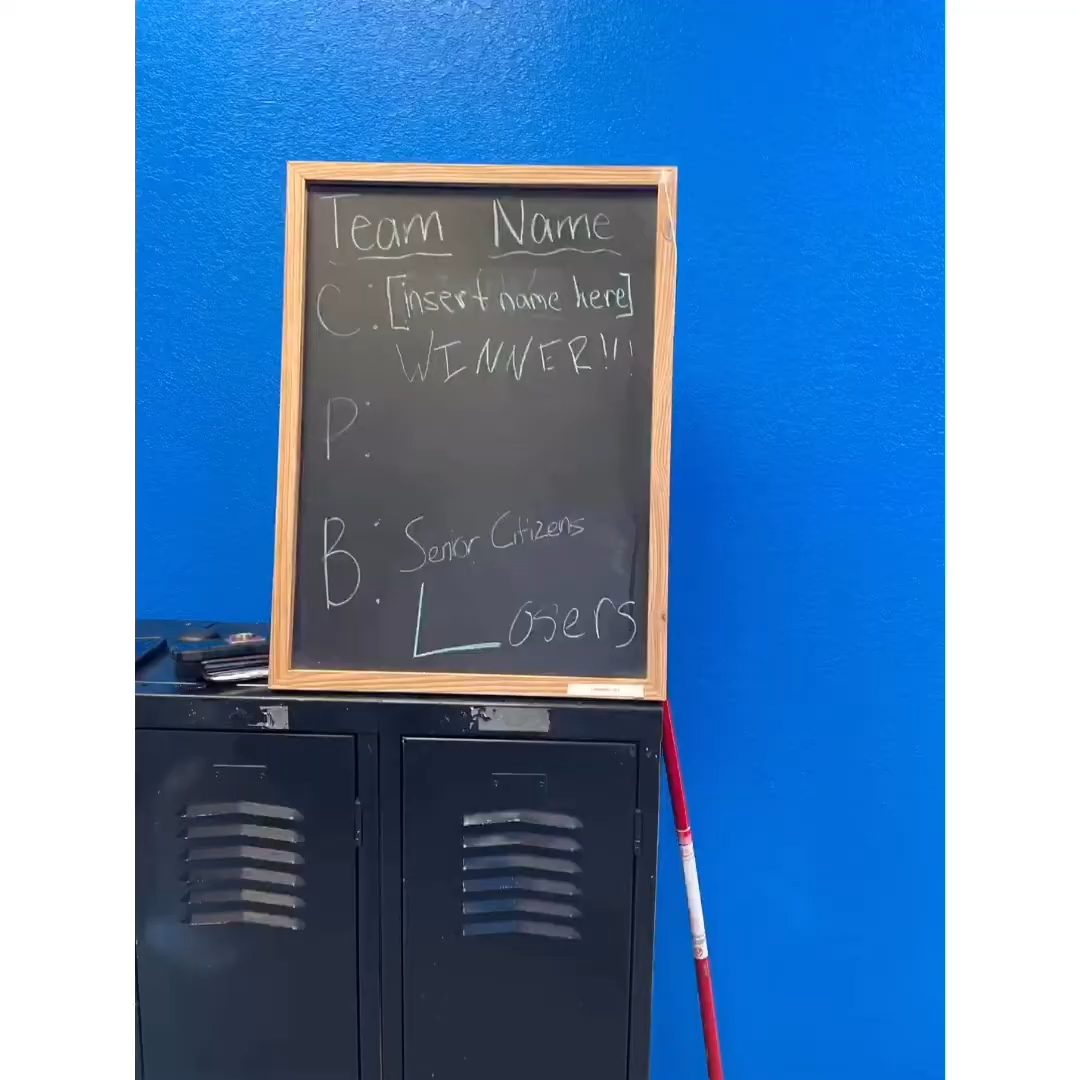 Team Name
C: [insert name here]
WINNER!!!
P:
B: Senior Citizens
Losers